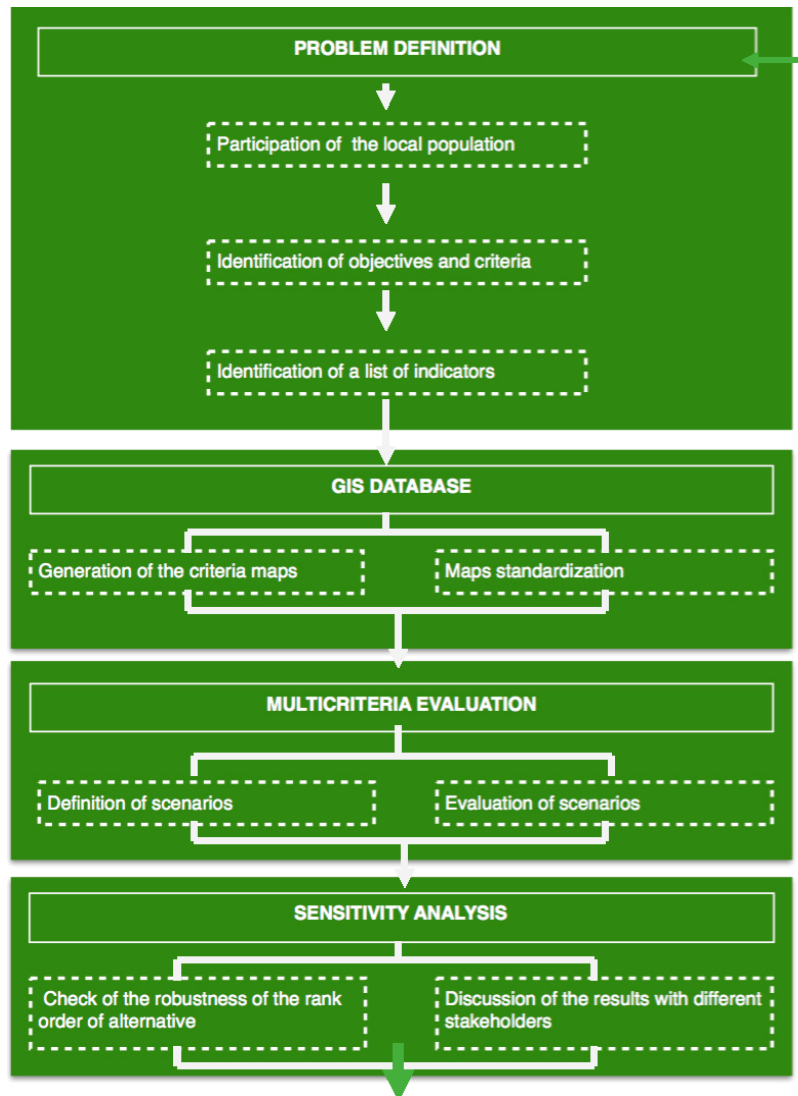 PROBLEM DEFINITION
Participation of the local population
Identification of objectives and criteria
Identification of a list of indicators
GIS DATABASE
Generation of the criteria maps
Maps standardization
MULTICRITERIA EVALUATION
Definition of scenarios
Evaluation of scenarios
SENSITIVITY ANALYSIS
Check of the robustness of the rank
order of alternative
Discussion of the results with different
stakeholders